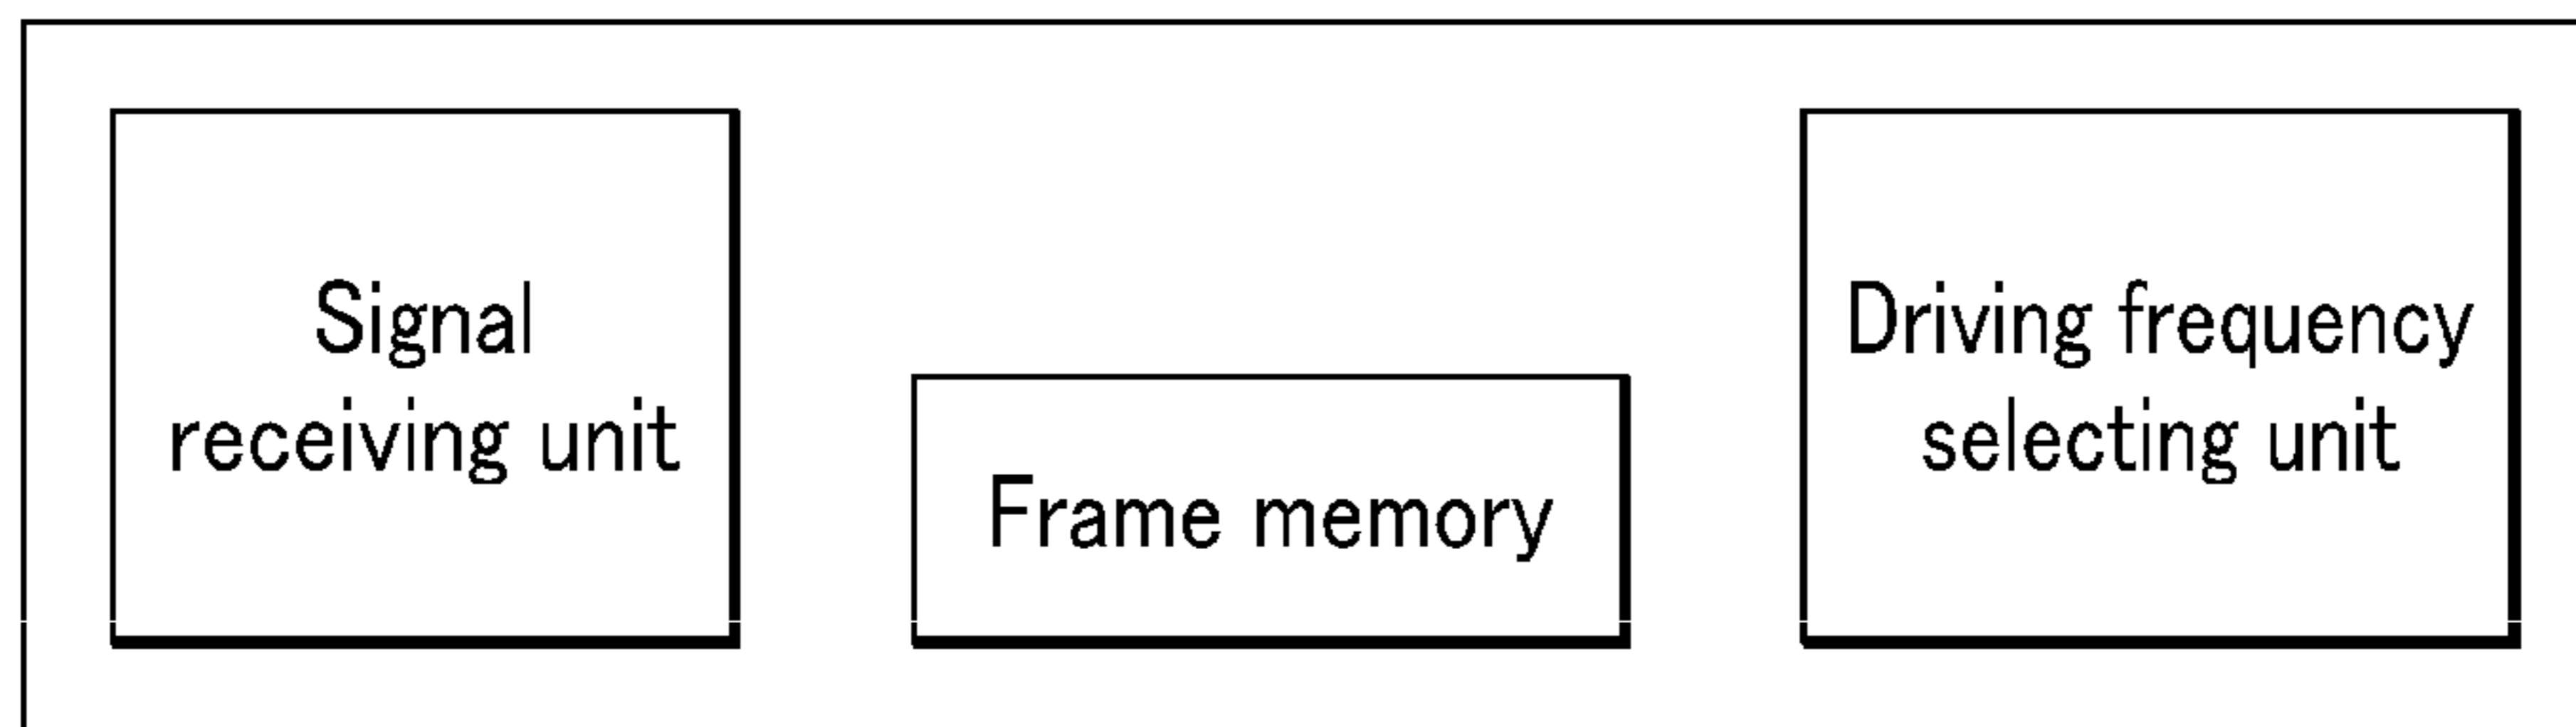 Signal
receiving unit
Frame memory
Driving frequency
selecting unit